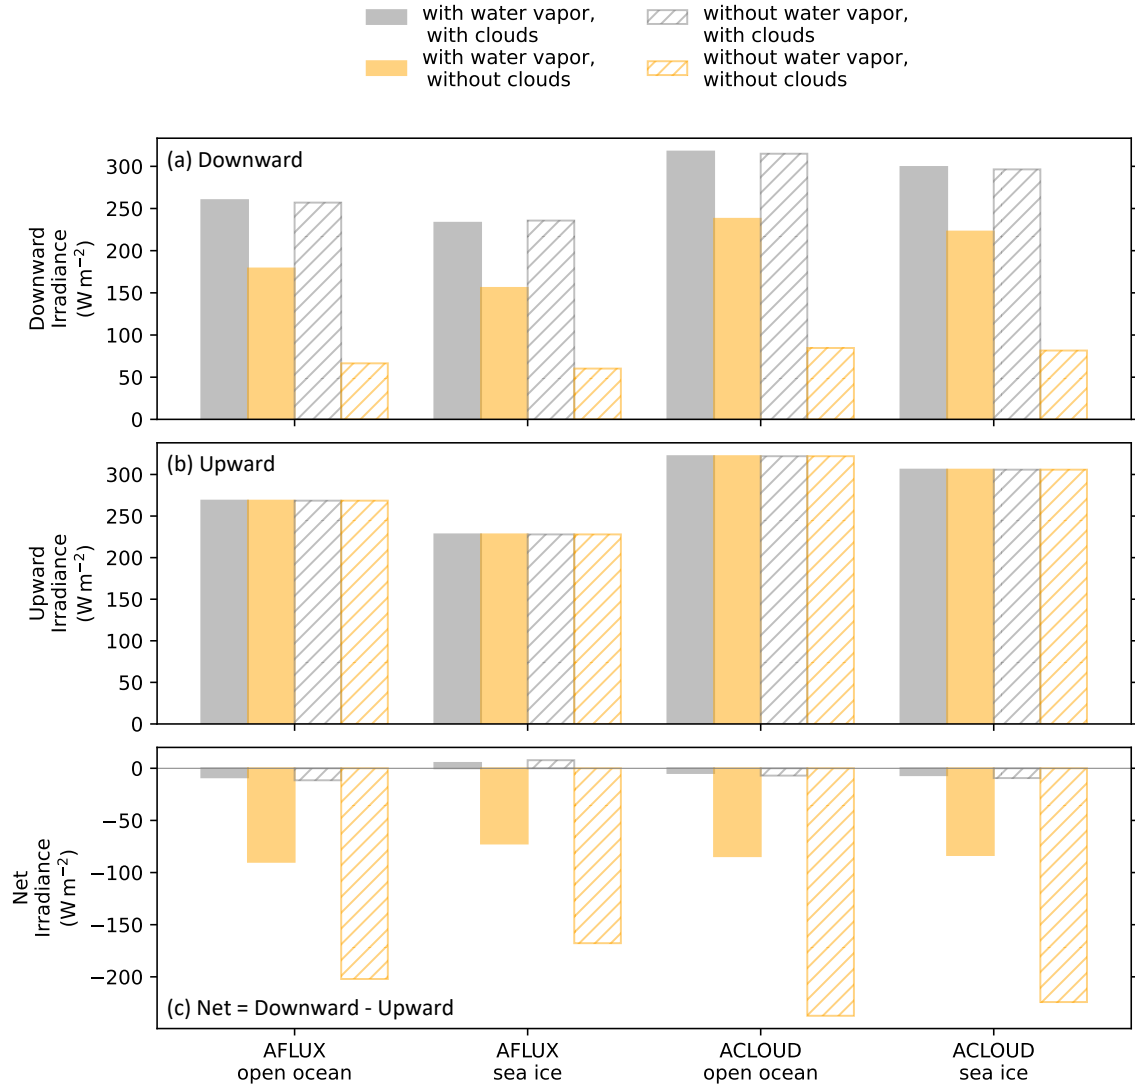 with water vapor,
with clouds
with water vapor,
without clouds
without water vapor,
with clouds
without water vapor,
without clouds
(a) Downward
Downward
Irradiance
(W m−2)
300
250
200
150
100
50
0
(b) Upward
Upward
Irradiance
(W m−2)
300
250
200
150
100
50
0
(c) Net = Downward - Upward
Net
Irradiance
(W m−2)
0
−50
−100
−150
−200
AFLUX
open ocean
AFLUX
sea ice
ACLOUD
open ocean
ACLOUD
sea ice